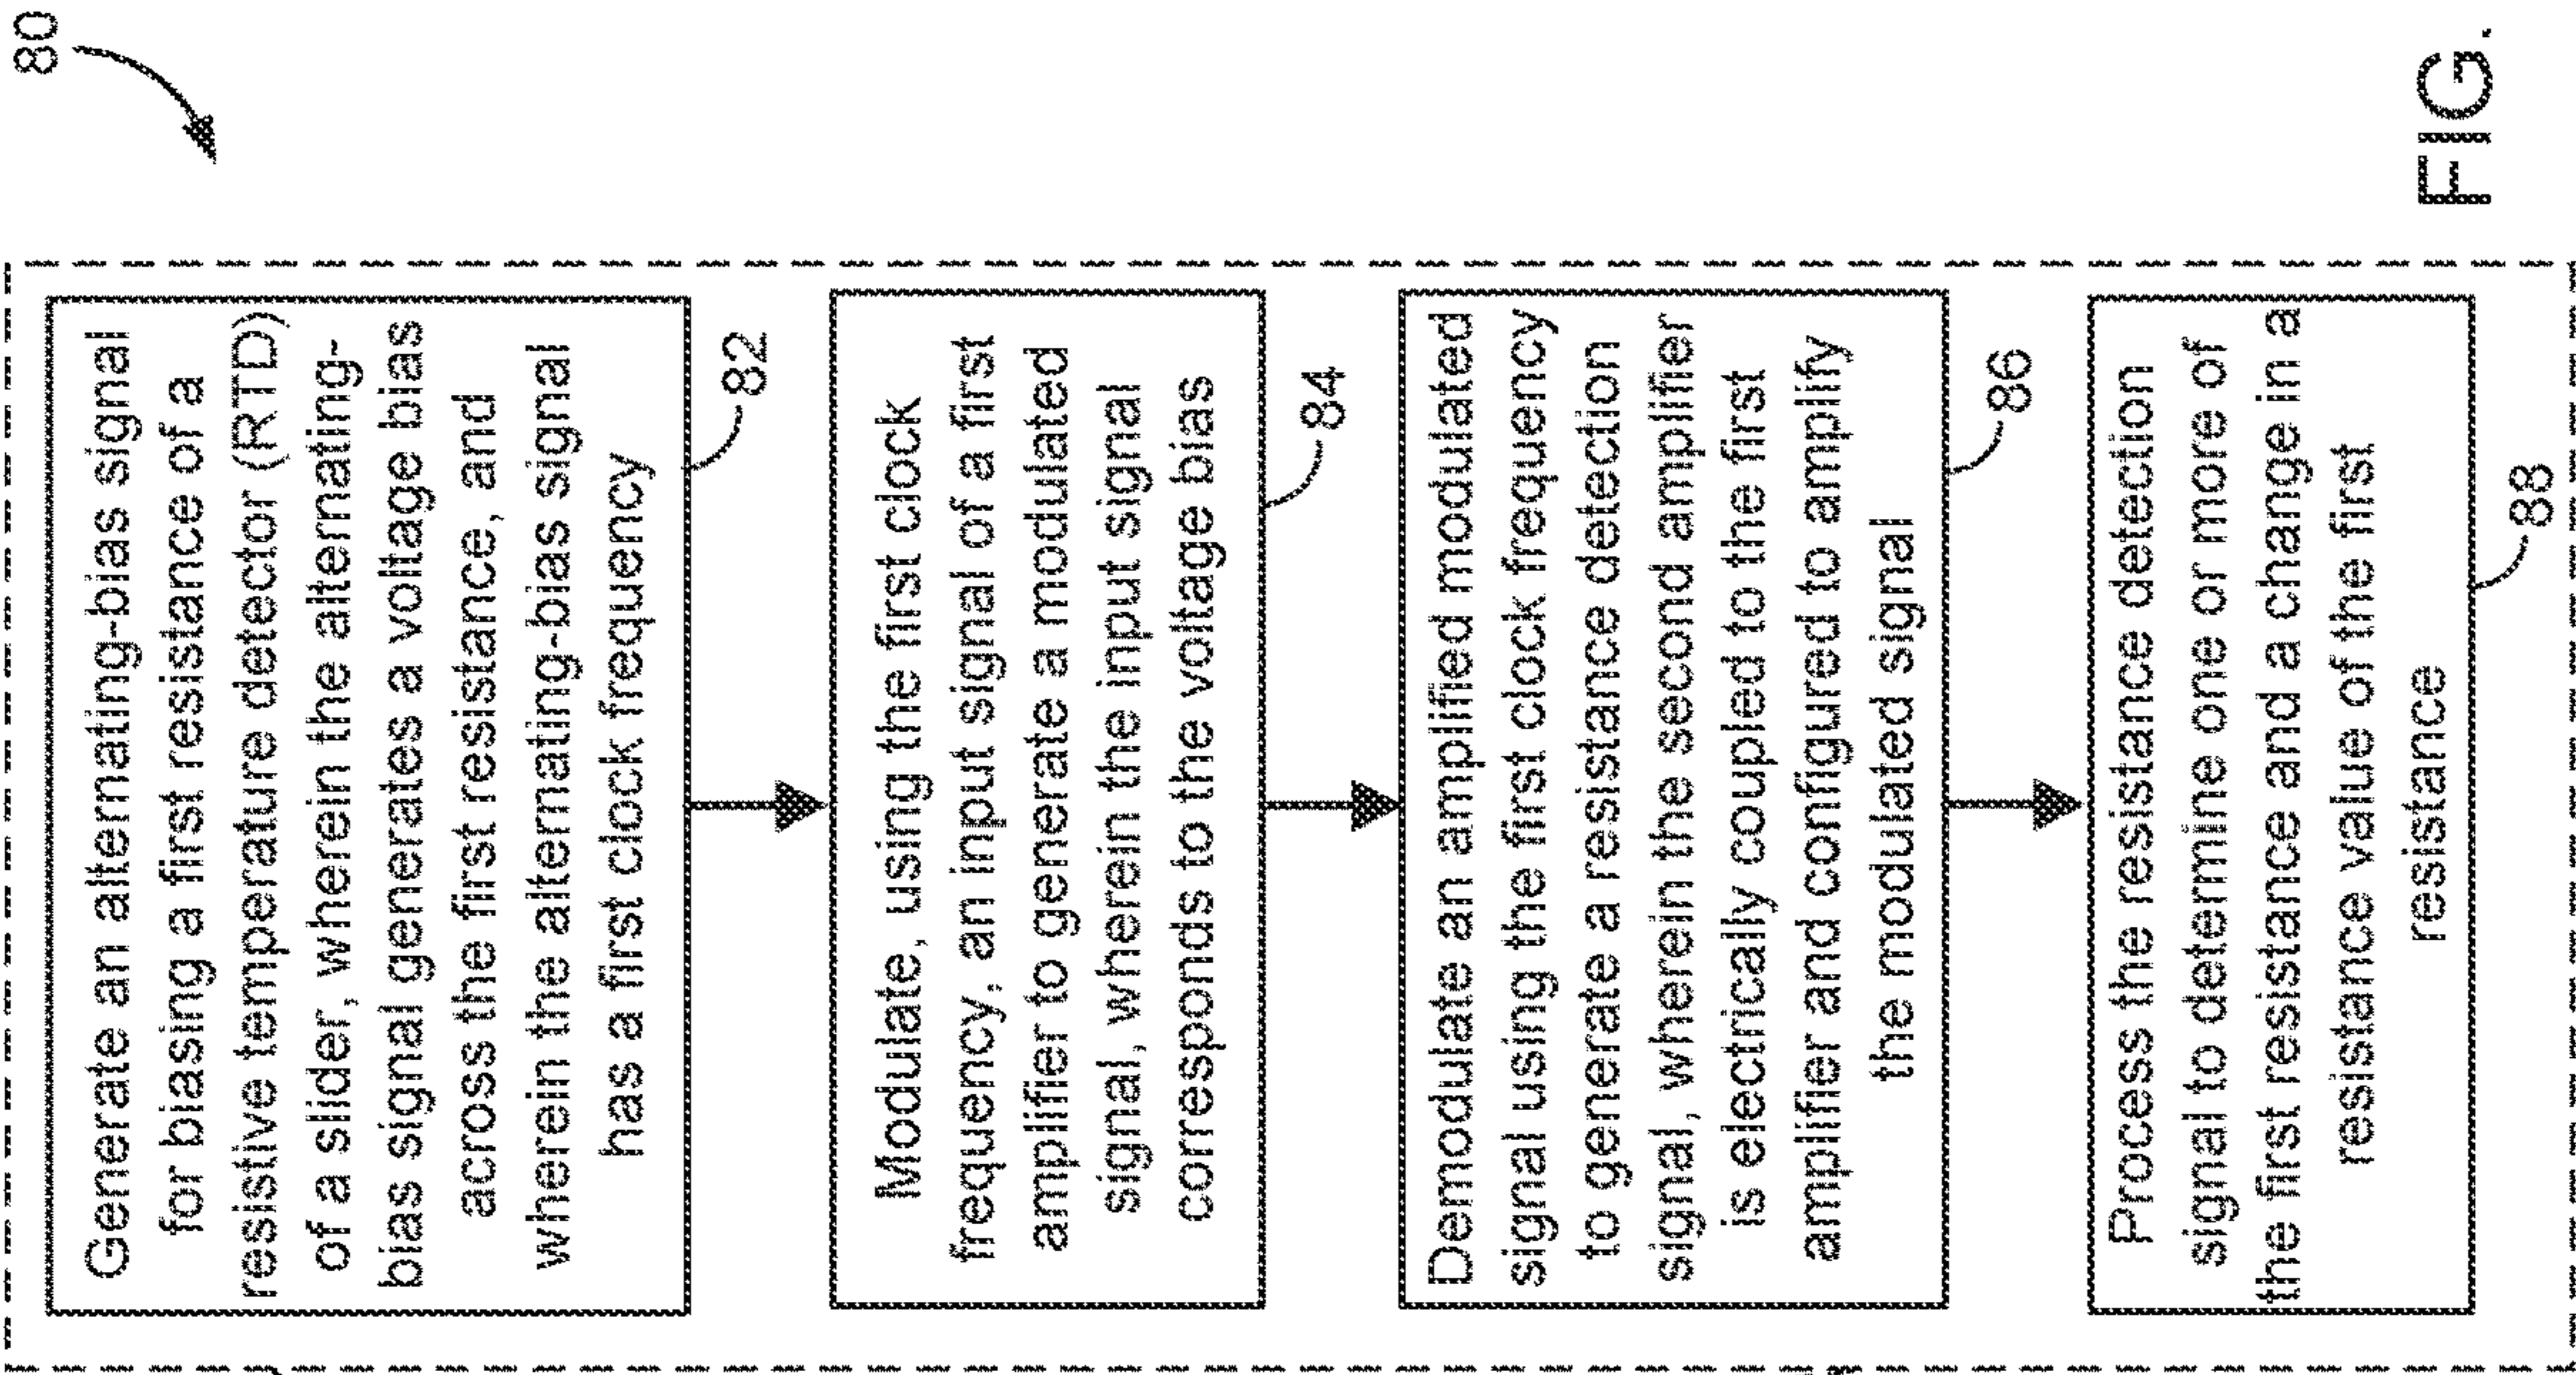 80
Generate an alternating-bias signal
for biasing a first resistance of a
resistive temperature detector (RTD)
of a slider, wherein the alternating-
bias signal generates a voltage bias
across the first resistance, and
wherein the alternating-bias signal
has a first clock frequency
82
Modulate, using the first clock
frequency, an input signal of a first
amplifier to generate a modulated
signal, wherein the input signal
corresponds to the voltage bias
84
Demodulate an amplified modulated
signal using the first clock frequency
to generate a resistance detection
signal, wherein the second amplifier
is electrically coupled to the first
amplifier and configured to amplify
the modulated signal
86
Process the resistance detection
signal to determine one or more of
the first resistance and a change in a
resistance value of the first
resistance
88
FIG.